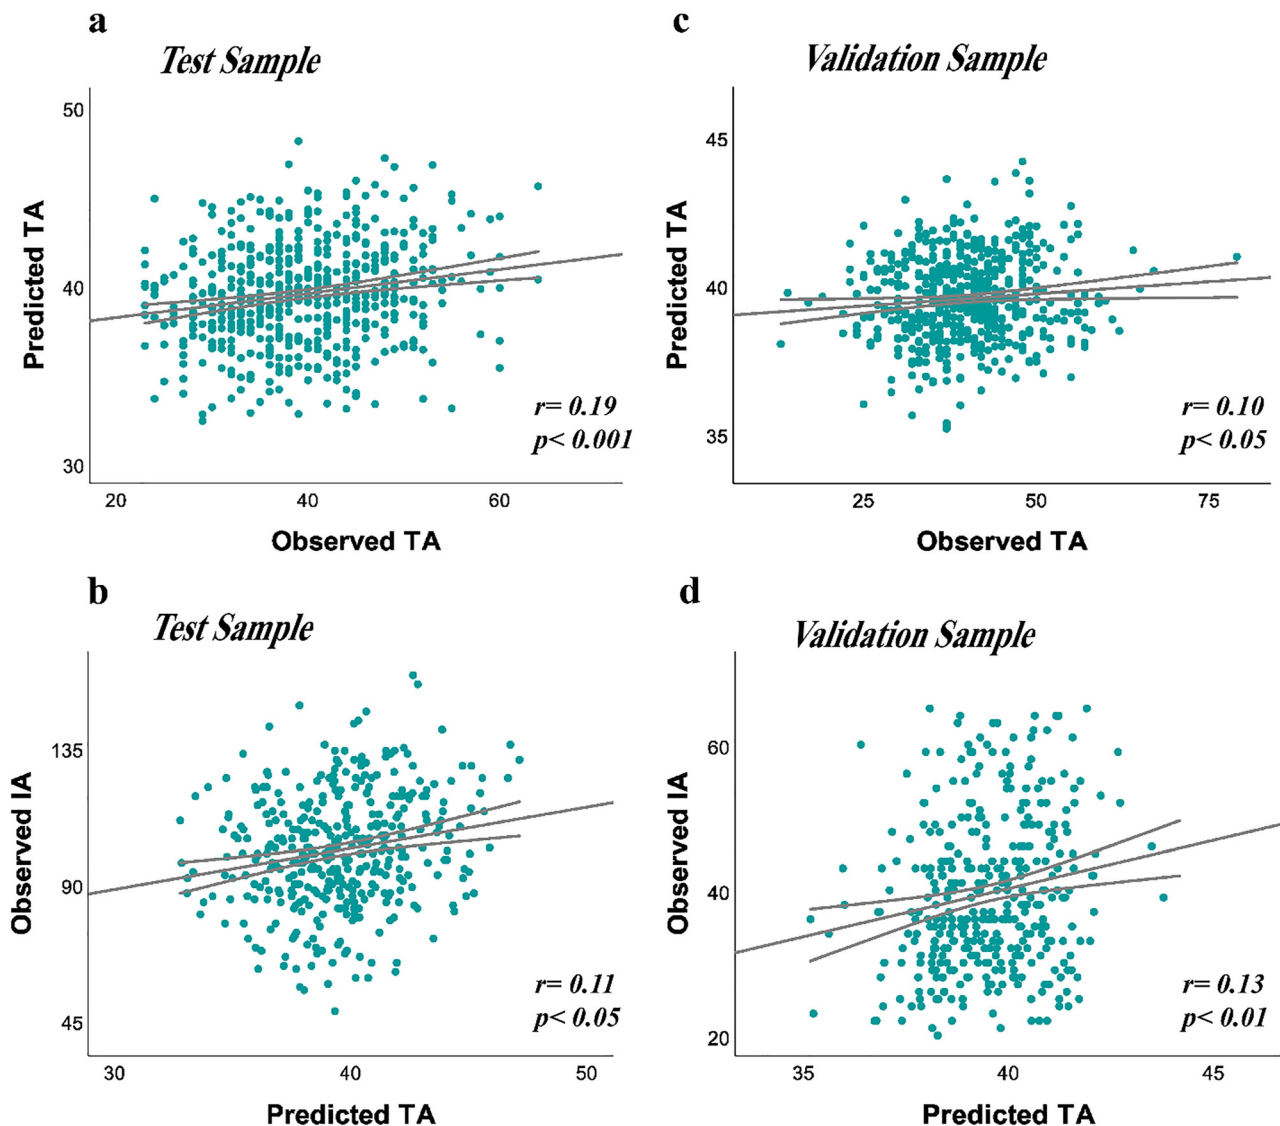 a
Test Sample
50
40
30
Predicted TA
r= 0.19
p< 0.001
20 40 60
Observed TA
c
Validation Sample
45
40
35
Predicted TA
r= 0.10
p< 0.05
25 50 75
Observed TA
b
Test Sample
135
90
45
Observed IA
r= 0.11
p< 0.05
30 40 50
Predicted TA
d
Validation Sample
60
40
20
Observed IA
r= 0.13
p< 0.01
35 40 45
Predicted TA